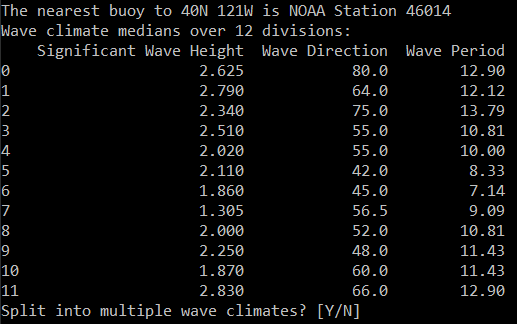 The nearest buoy to 40N 121W is NOAA Station 46014
Wave climate medians over 12 divisions:
Significant Wave Height Wave Direction Wave Period
0 2.625 80.0 12.90
1 2.790 64.0 12.12
2 2.340 75.0 13.79
3 2.510 55.0 10.81
4 2.020 55.0 10.00
5 2.110 42.0 8.33
6 1.860 45.0 7.14
7 1.305 56.5 9.09
8 2.000 52.0 10.81
9 2.250 48.0 11.43
10 1.870 60.0 11.43
11 2.830 66.0 12.90
Split into multiple wave climates? [Y/N]